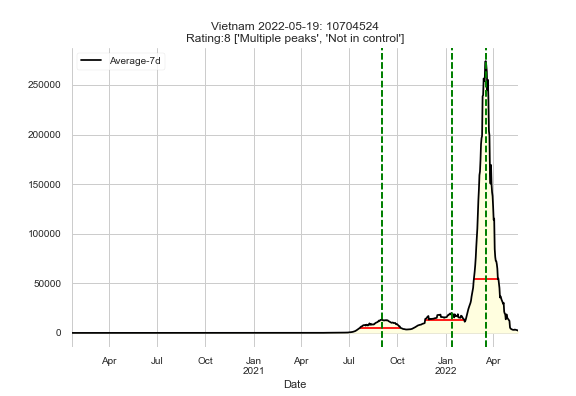 Vietnam 2022-05-19: 10704524
Rating:8 ['Multiple peaks', 'Not in control']
Average-7d
250000
200000
150000
100000
50000
0
Apr Jul Oct Jan Jul Oct Jan Apr
2021 2022
Date